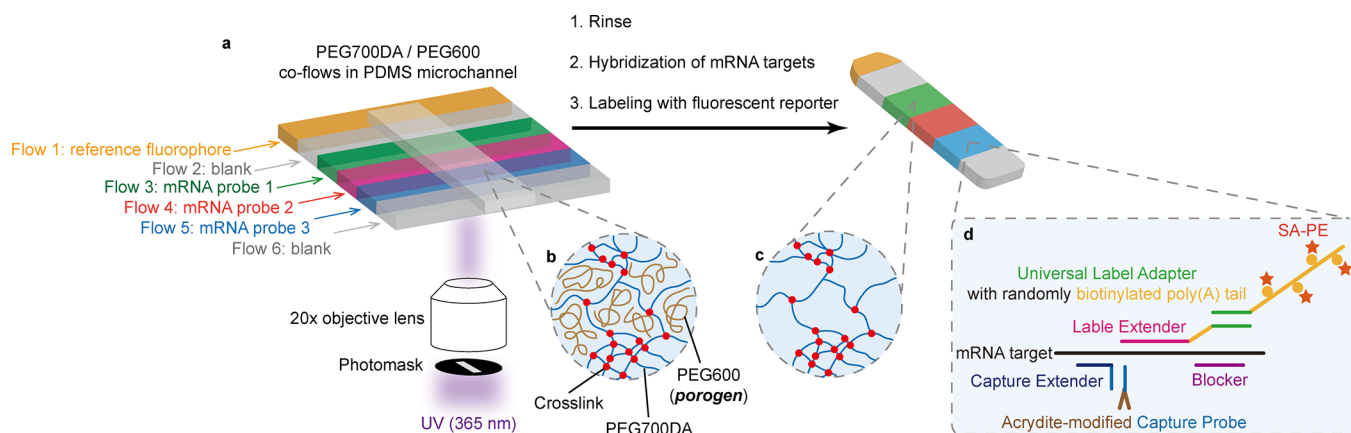 a
PEG700DA / PEG600
co-flows in PDMS microchannel
1. Rinse
2. Hybridization of mRNA targets
3. Labeling with fluorescent reporter
Flow 1: reference fluorophore
Flow 2: blank
Flow 3: mRNA probe 1
Flow 4: mRNA probe 2
Flow 5: mRNA probe 3
Flow 6: blank
20x objective lens
Photomask
UV (365 nm)
b
Crosslink
PEG700DA
PEG600
(porogen)
c
d
SA-PE
Universal Label Adapter
with randomly biotinylated poly(A) tail
Lable Extender
mRNA target
Capture Extender
Blocker
Acrydite-modified Capture Probe